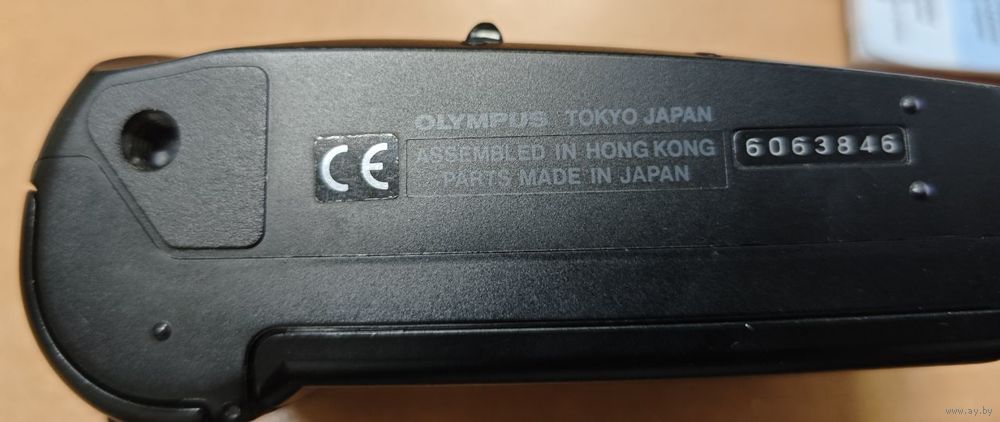 OLYMPUS TOKYO JAPAN
CE
ASSEMBLED IN HONG KONG
PARTS MADE IN JAPAN
6063846
www.ay.by